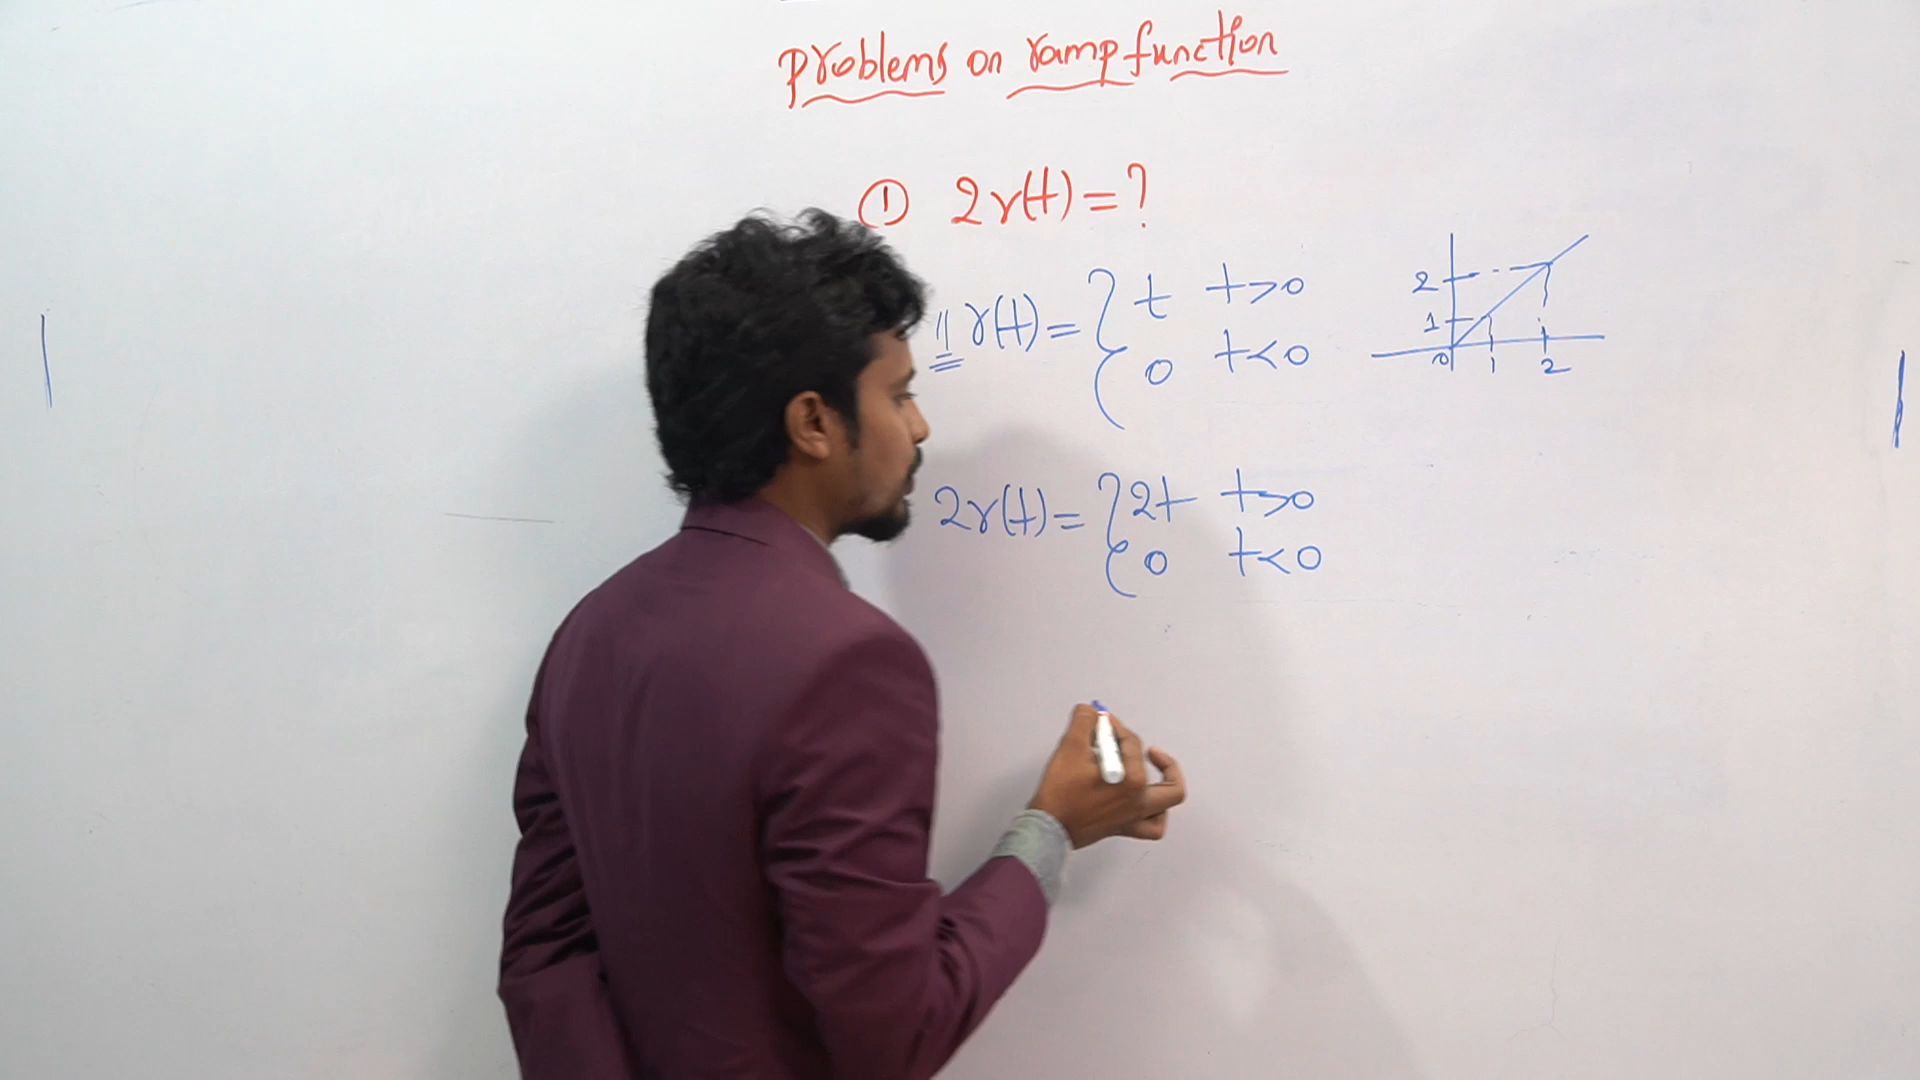 Problems on ramp function
① 2r(t)=?
1 r(t)= { t t>0
0 t<0
2
1
0 1 2
2r(t)= { 2t t>0
0 t<0